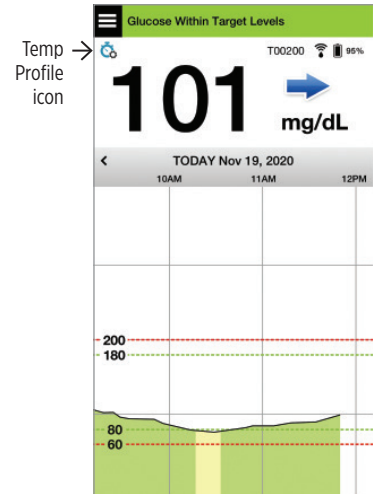 Glucose Within Target Levels
Temp
Profile
icon
T00200 95%
101
mg/dL
< TODAY Nov 19, 2020
10AM 11AM 12PM
200
180
80
60